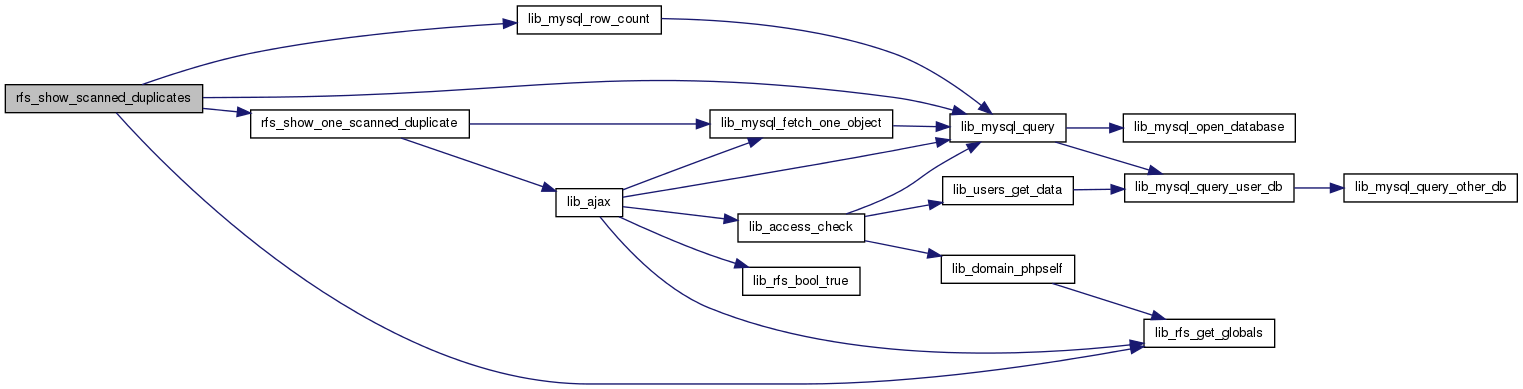 lib_mysql_row_count
rfs_show_scanned_duplicates
rfs_show_one_scanned_duplicate
lib_mysql_fetch_one_object
lib_mysql_query
lib_mysql_open_database
lib_ajax
lib_users_get_data
lib_mysql_query_user_db
lib_mysql_query_other_db
lib_access_check
lib_rfs_bool_true
lib_domain_phpself
lib_rfs_get_globals